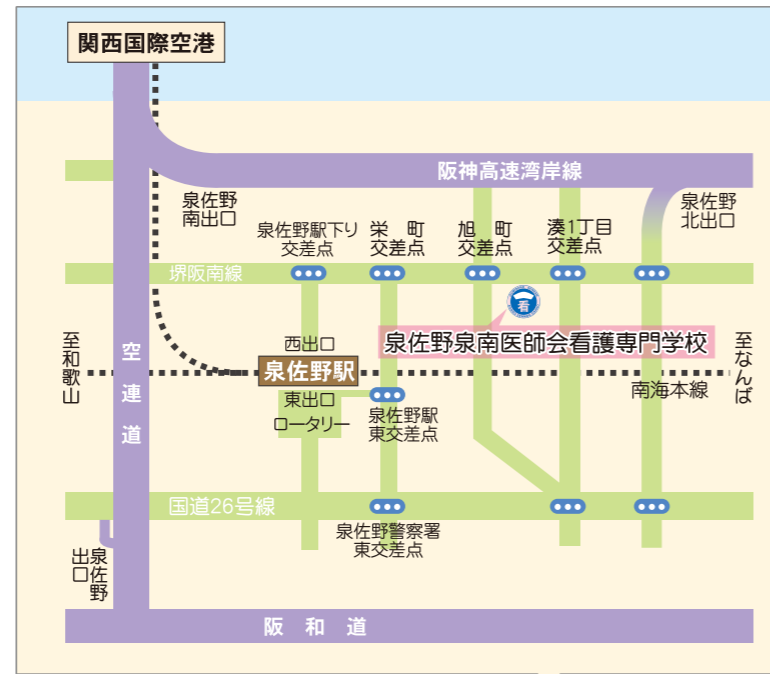 関西国際空港
阪神高速湾岸線
泉佐野
南出口
泉佐野駅下り
交差点
栄 町
交差点
旭 町
交差点
湊1丁目
交差点
泉佐野
北出口
堺阪南線
看
泉佐野泉南医師会看護専門学校
至和歌山
空連道
西出口
泉佐野駅
東出口
ロータリー
泉佐野駅
東交差点
南海本線
至なんば
国道26号線
泉佐野警察署
東交差点
泉佐野
出口
阪和道